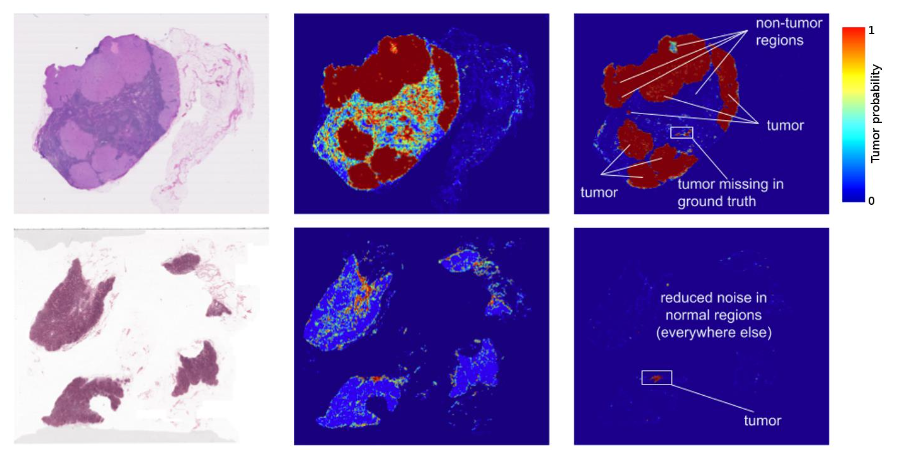 non-tumor
regions
1
Tumor probability
0
tumor
tumor
tumor missing in
ground truth
reduced noise in
normal regions
(everywhere else)
tumor